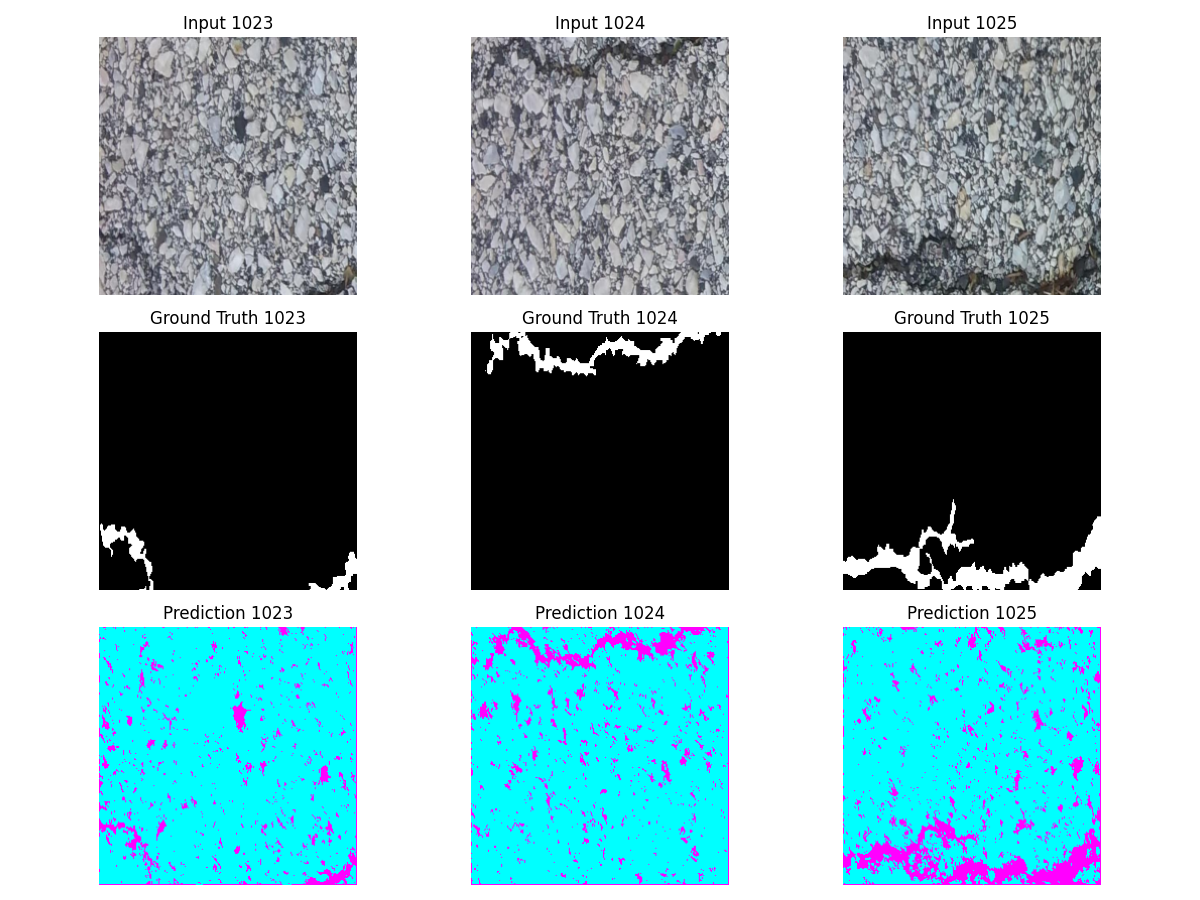 Input 1023
Input 1024
Input 1025
Ground Truth 1023
Ground Truth 1024
Ground Truth 1025
Prediction 1023
Prediction 1024
Prediction 1025